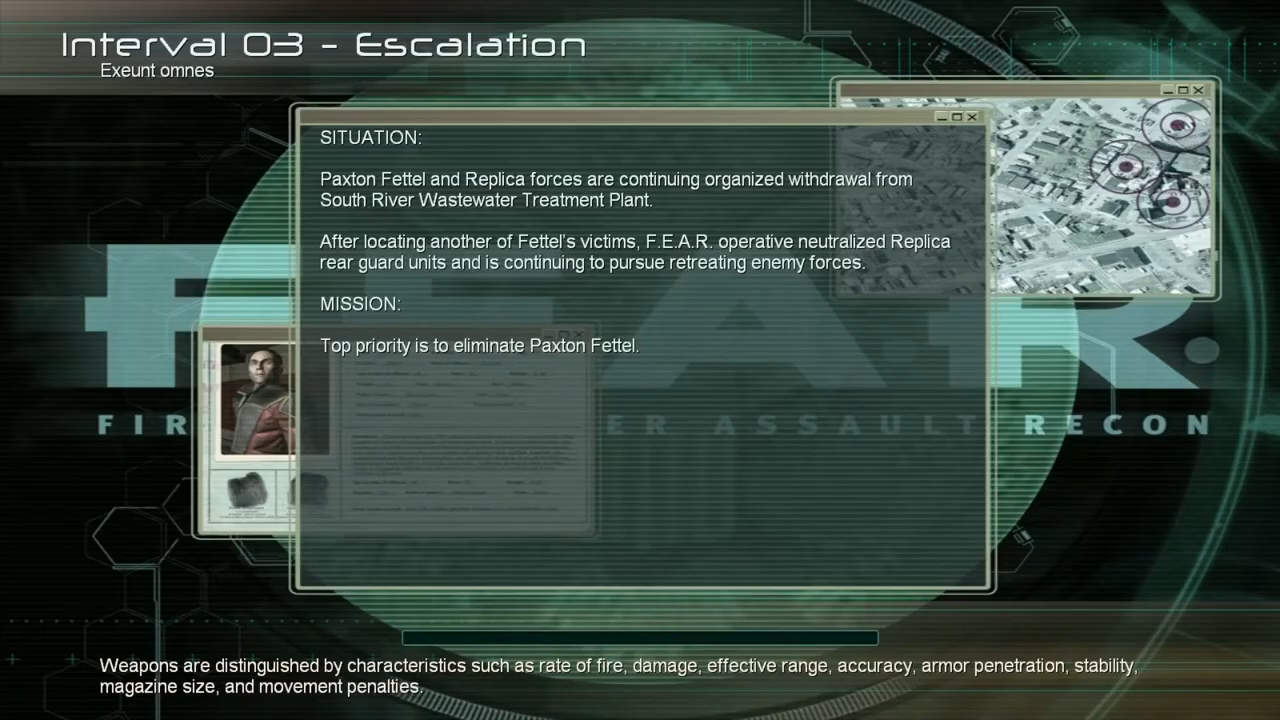 Interval 03 - Escalation
Exeunt omnes
SITUATION:
Paxton Fettel and Replica forces are continuing organized withdrawal from
South River Wastewater Treatment Plant.
After locating another of Fettel's victims, F.E.A.R. operative neutralized Replica
rear guard units and is continuing to pursue retreating enemy forces.
MISSION:
Top priority is to eliminate Paxton Fettel.
F.E.A.R.
FIR ER ASSAULT RECON
Weapons are distinguished by characteristics such as rate of fire, damage, effective range, accuracy, armor penetration, stability,
magazine size, and movement penalties.